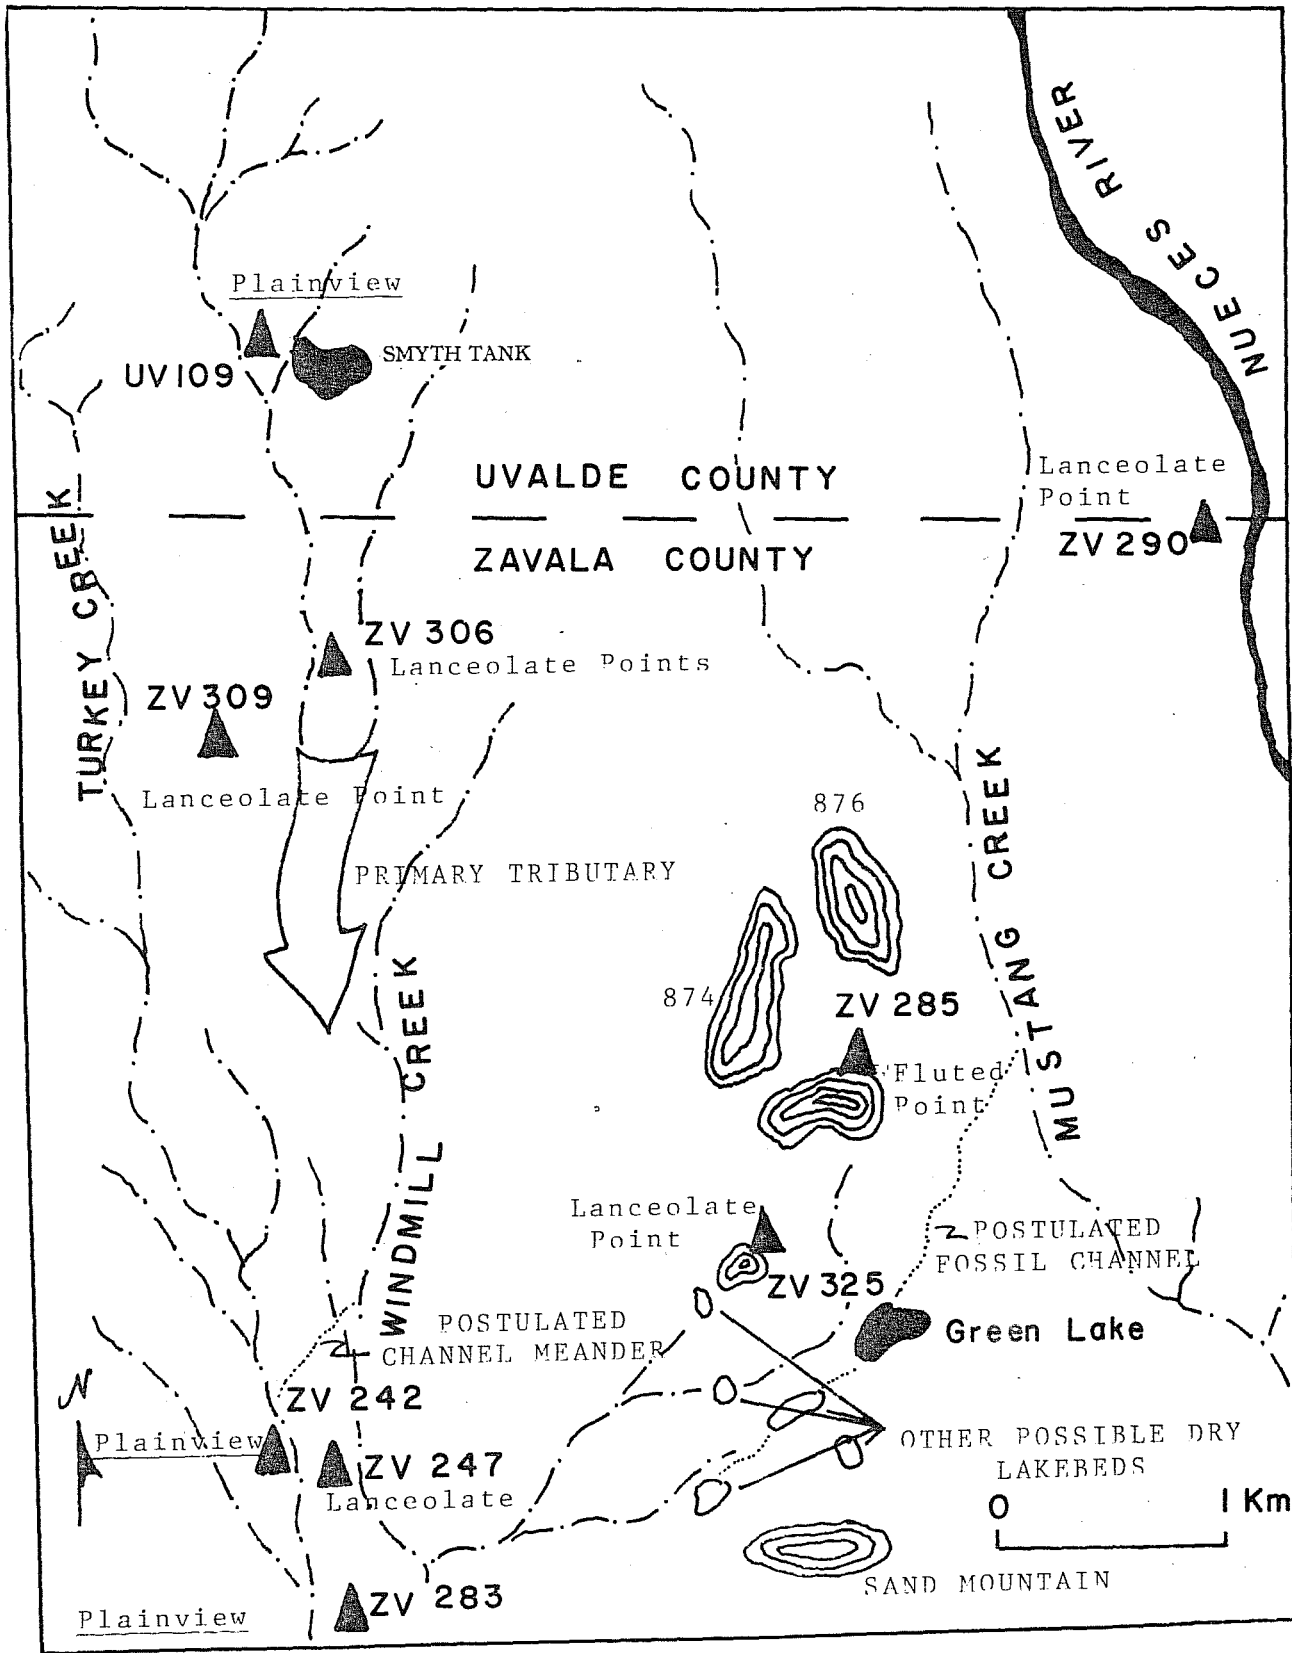 NUECES RIVER
Plainview
SMYTH TANK
UV109
Lanceolate
Point
UVALDE COUNTY
ZV 290
ZAVALA COUNTY
TURKEY CREEK
ZV 306
Lanceolate Points
ZV 309
Lanceolate Point
876
PRIMARY TRIBUTARY
MUSTANG CREEK
874
ZV 285
Fluted
Point
WINDMILL CREEK
Lanceolate
Point
POSTULATED
FOSSIL CHANNEL
ZV 325
POSTULATED
CHANNEL MEANDER
Green Lake
N
ZV 242
Plainview
ZV 247
Lanceolate
OTHER POSSIBLE DRY
LAKEBEDS
0 1 Km
SAND MOUNTAIN
ZV 283
Plainview